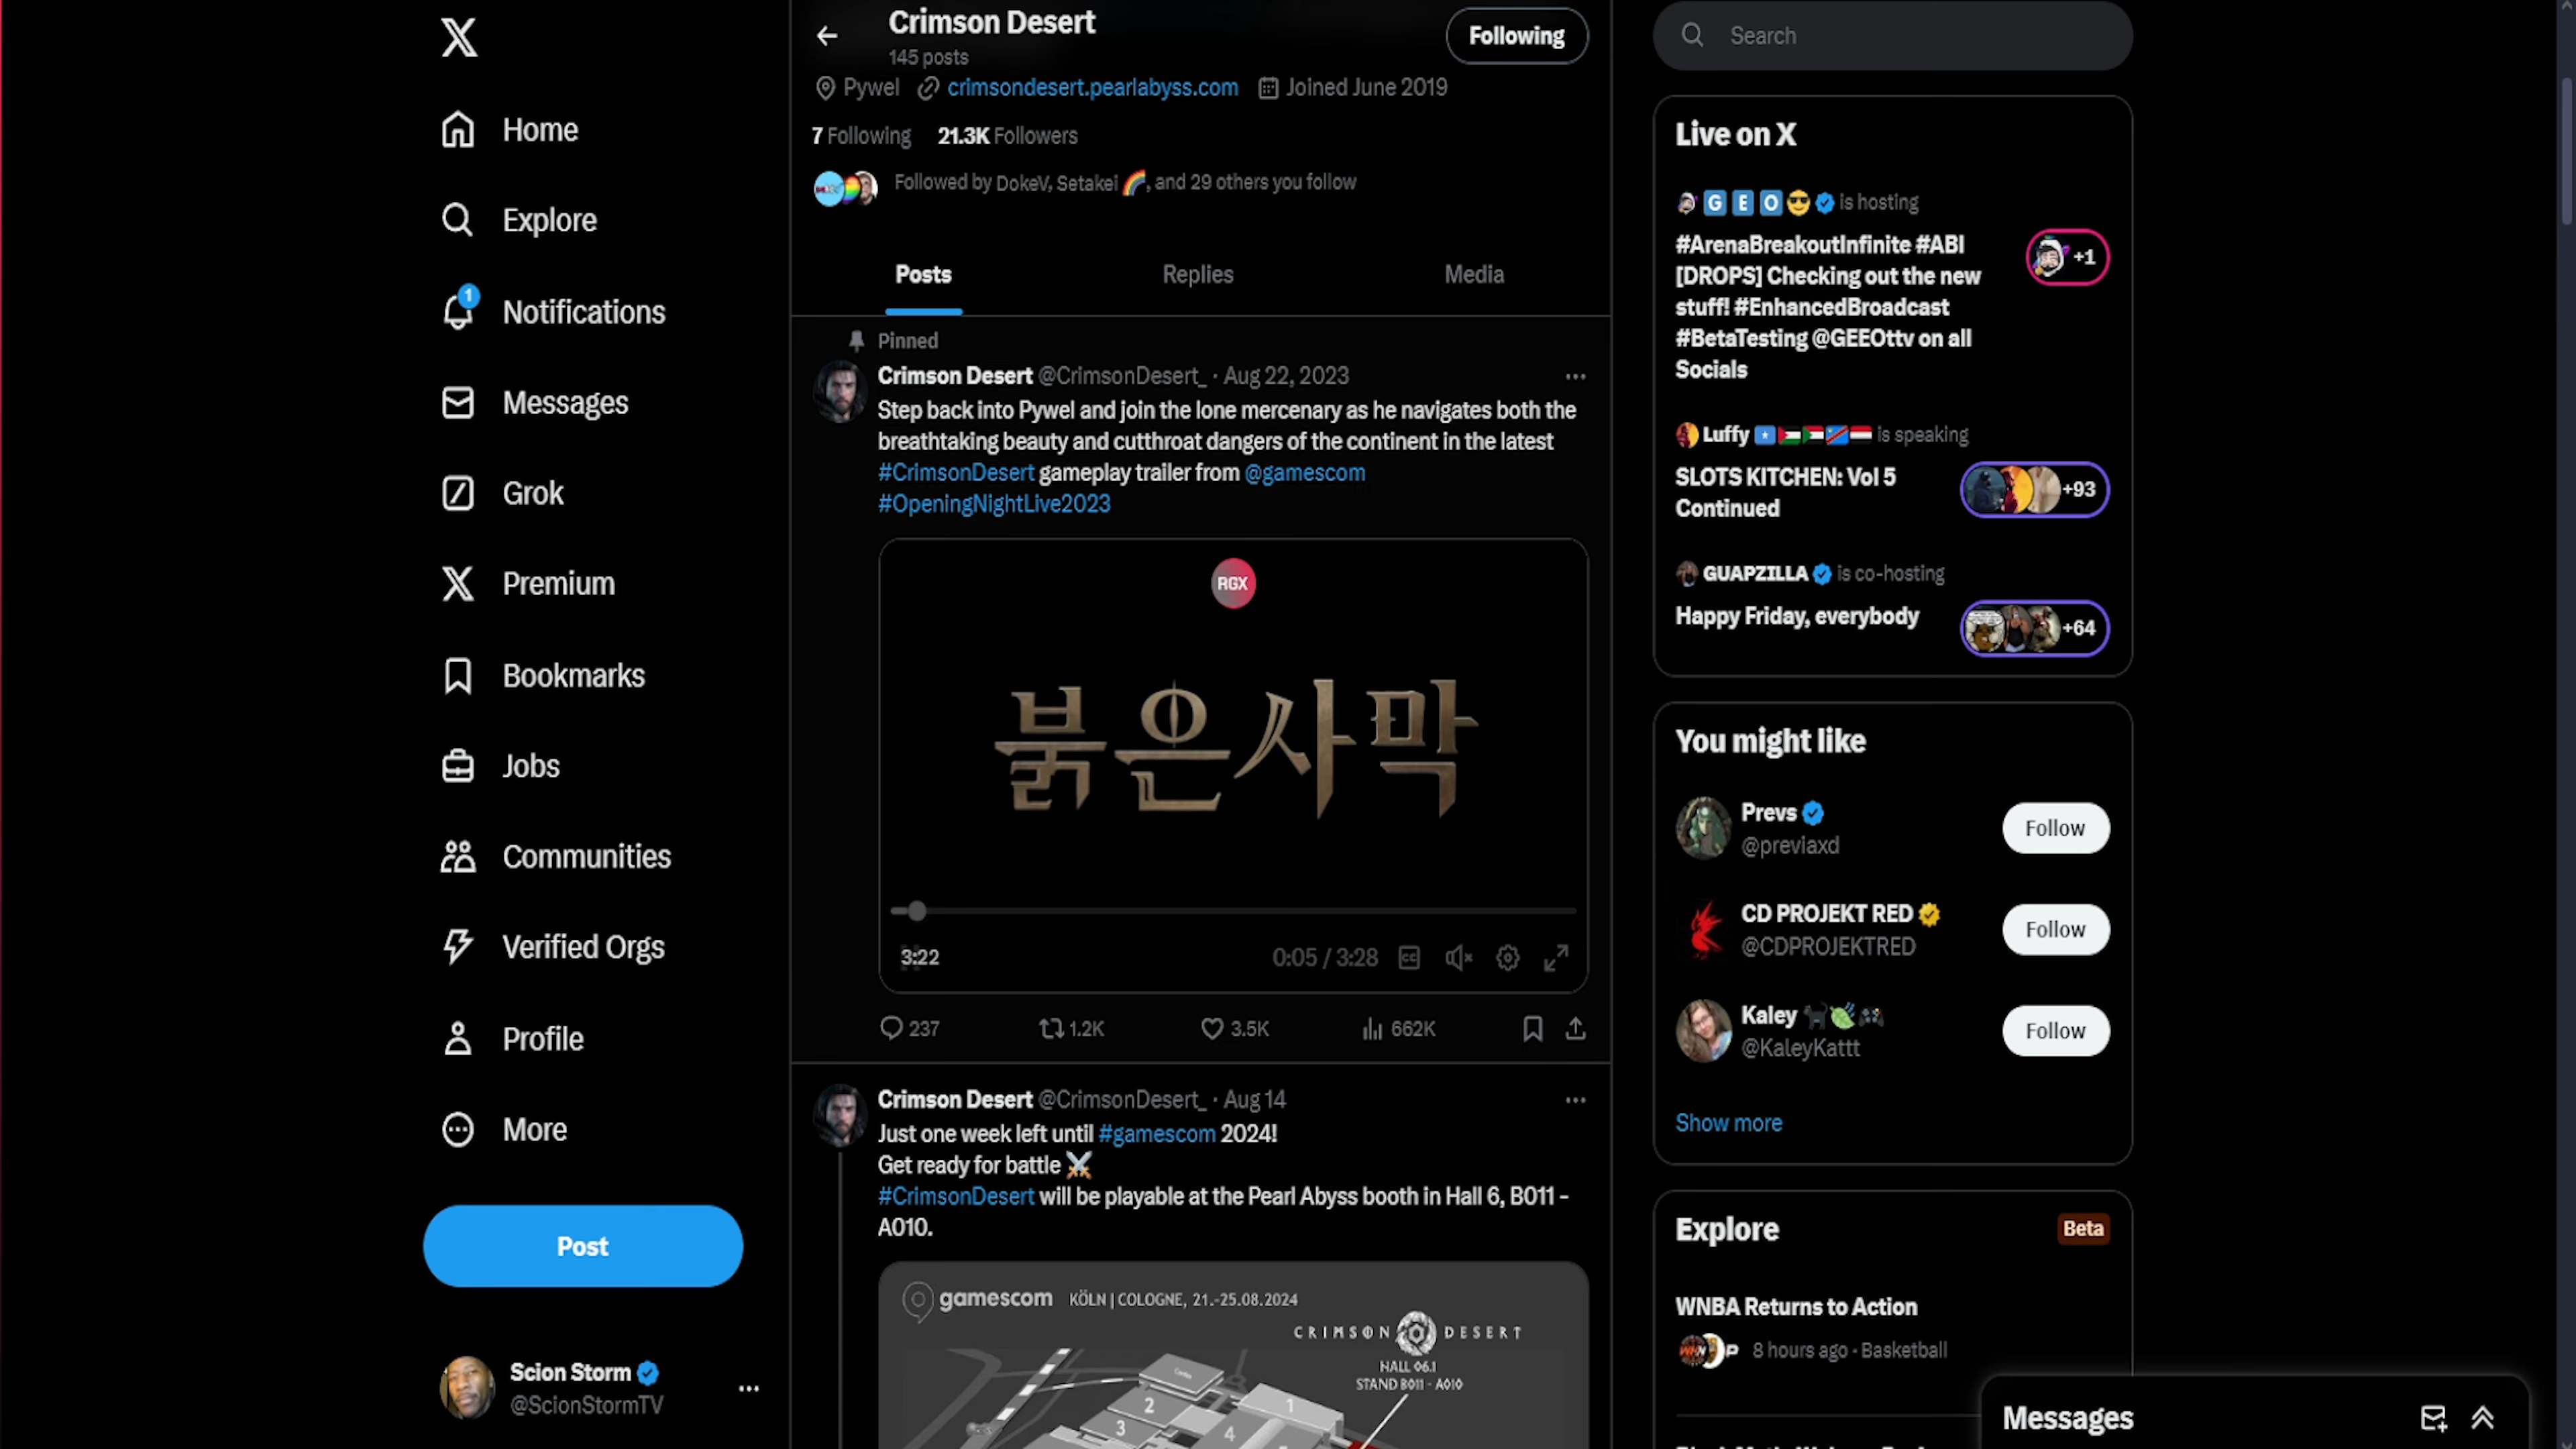 Home
Explore
1
Notifications
Messages
Grok
Premium
Bookmarks
Jobs
Communities
Verified Orgs
Profile
More
Post
Scion Storm
@ScionStormTV
Crimson Desert
145 posts
Following
Pywel crimsondesert.pearlabyss.com Joined June 2019
7 Following 21.3K Followers
Followed by DokeV, Setakei 🌈, and 29 others you follow
Posts Replies Media
Pinned
Crimson Desert @CrimsonDesert_ · Aug 22, 2023
Step back into Pywel and join the lone mercenary as he navigates both the
breathtaking beauty and cutthroat dangers of the continent in the latest
#CrimsonDesert gameplay trailer from @gamescom
#OpeningNightLive2023
RGX
붉은사막
3:22 0:05 / 3:28 CC
237 1.2K 3.5K 662K
Crimson Desert @CrimsonDesert_ · Aug 14
Just one week left until #gamescom 2024!
Get ready for battle ⚔️
#CrimsonDesert will be playable at the Pearl Abyss booth in Hall 6, B011 -
A010.
gamescom KÖLN | COLOGNE, 21.-25.08.2024
CRIMSON DESERT
HALL 06.1
STAND B011 - A010
2 1
3 4
Search
Live on X
GEO😎 is hosting
#ArenaBreakoutInfinite #ABI
[DROPS] Checking out the new
stuff! #EnhancedBroadcast
#BetaTesting @GEEOttv on all
Socials
+1
Luffy is speaking
SLOTS KITCHEN: Vol 5
Continued
+93
GUAPZILLA is co-hosting
Happy Friday, everybody
+64
You might like
Prevs
@previaxd
Follow
CD PROJEKT RED
@CDPROJEKTRED
Follow
Kaley 🐈‍⬛🍃🎮
@KaleyKattt
Follow
Show more
Explore Beta
WNBA Returns to Action
8 hours ago · Basketball
Messages